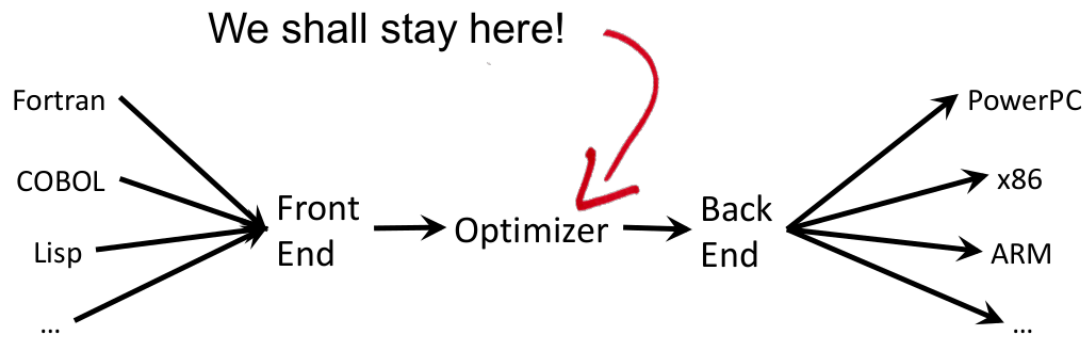 We shall stay here!
Fortran
COBOL
Lisp
...
Front
End
Optimizer
Back
End
PowerPC
x86
ARM
...